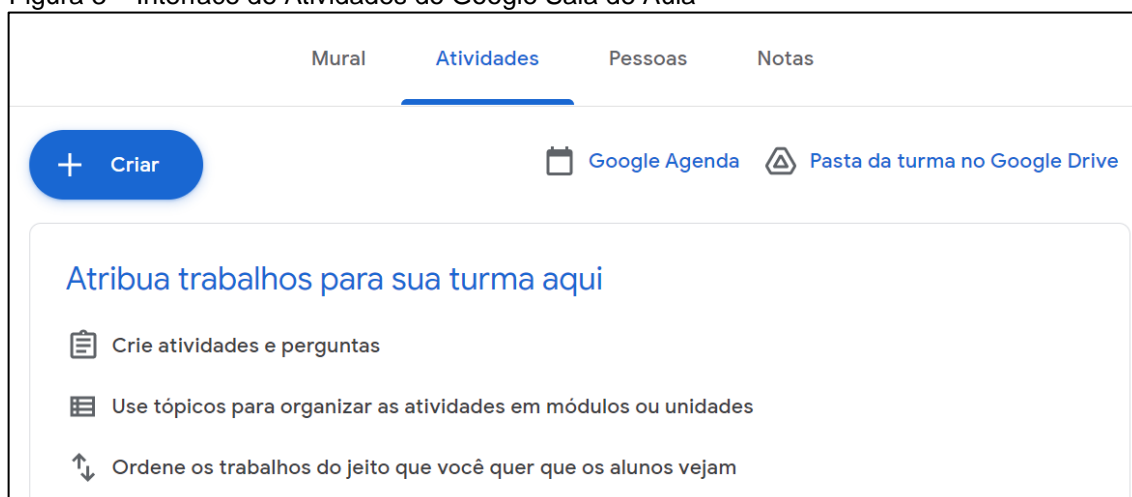 Mural Atividades Pessoas Notas
+ Criar Google Agenda Pasta da turma no Google Drive
Atribua trabalhos para sua turma aqui
Crie atividades e perguntas
Use tópicos para organizar as atividades em módulos ou unidades
Ordene os trabalhos do jeito que você quer que os alunos vejam